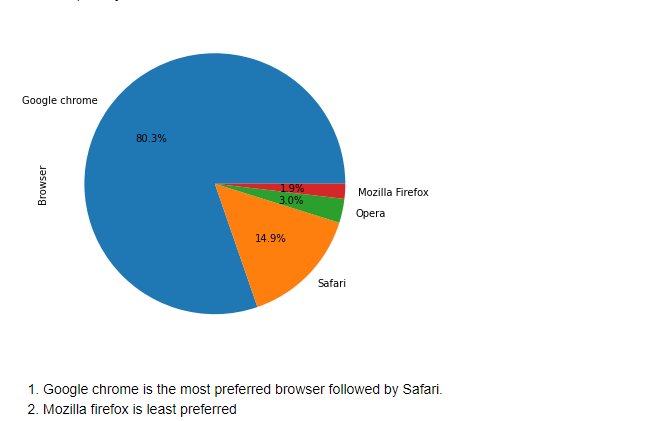 Google chrome
80.3%
Browser
1.9%
Mozilla Firefox
3.0%
Opera
14.9%
Safari
1. Google chrome is the most preferred browser followed by Safari.
2. Mozilla firefox is least preferred